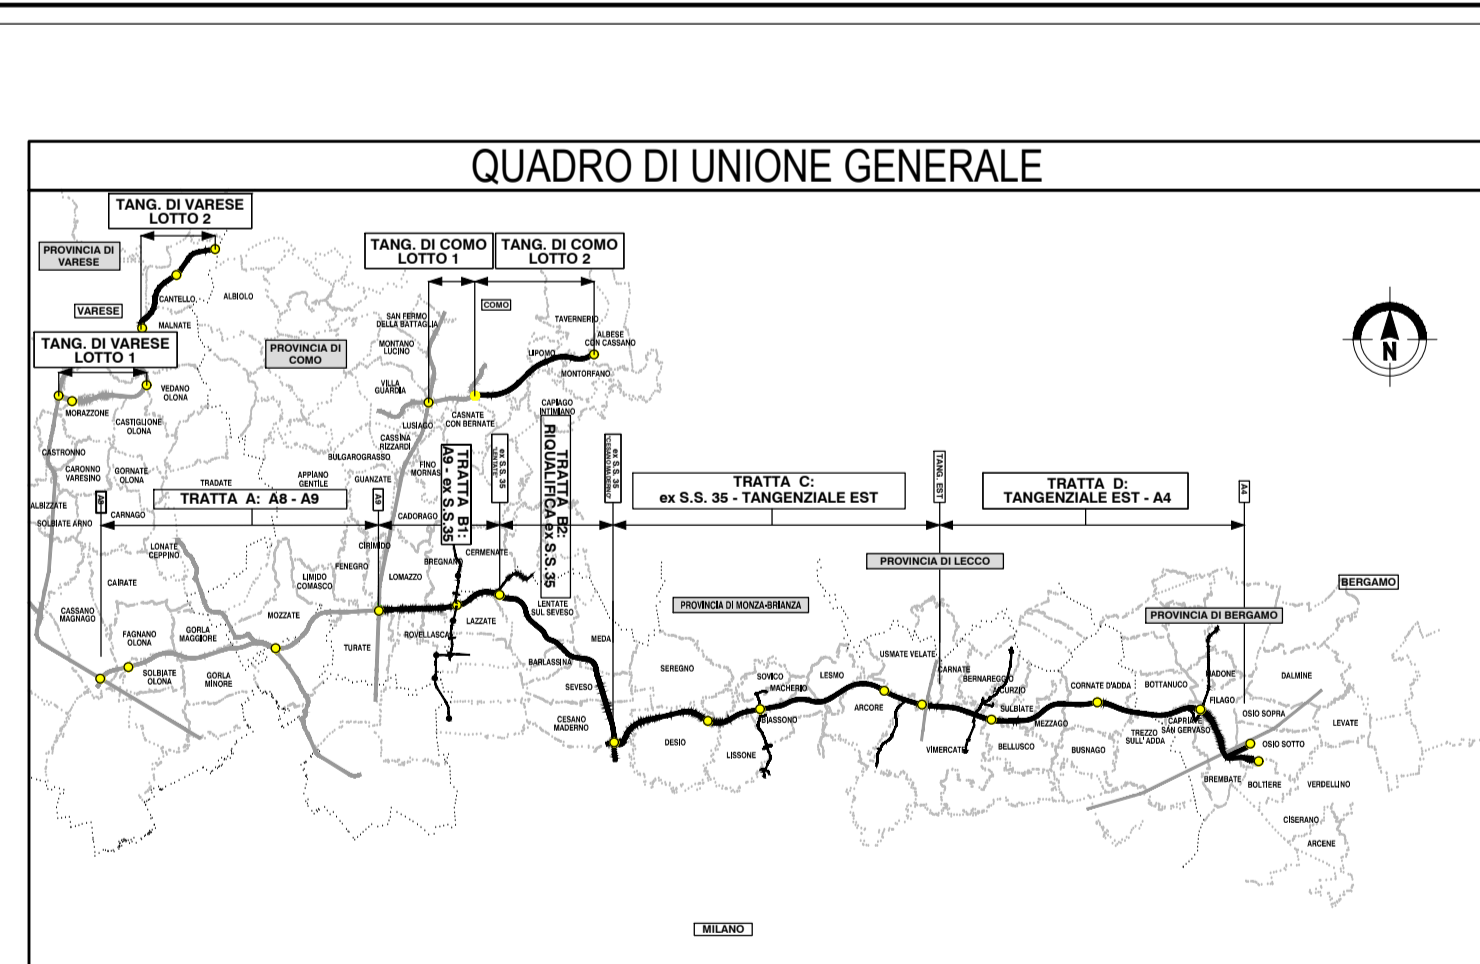 QUADRO DI UNIONE GENERALE
TANG. DI VARESE
LOTTO 2
PROVINCIA DI
VARESE
CANTELLO
ALBIOLO
VARESE
MALNATE
TANG. DI VARESE
LOTTO 1
PROVINCIA DI
COMO
TANG. DI COMO
LOTTO 1
TANG. DI COMO
LOTTO 2
COMO
SAN FERMO
DELLA BATTAGLIA
TAVERNERIO
MONTANO
LUCINO
ALBESE
CON CASSANO
LIPOMO
MONTORFANO
N
VEDANO
OLONA
MORAZZONE
CASTIGLIONE
OLONA
VILLA
GUARDIA
LUSIAGO
CASNATE
CON BERNATE
CAPIAGO
INTIMIANO
CASSINA
RIZZARDI
CASTRONNO
CARONNO
VARESINO
GORNATE
OLONA
TRADATE
APPIANO
GENTILE
BULGAROGRASSO
GUANZATE
FINO
MORNAS
ALBIZZATE
SOLBIATE ARNO
CARNAGO
TRATTA A: A8 - A9
A9
CADORAGO
TRATTA B1:
A9 - ex S.S.35
ex S.S. 35
"LENTATE"
TRATTA B2:
RIQUALIFICA ex S.S.35
ex S.S. 35
"CESANO MADERNO"
TRATTA C:
ex S.S. 35 - TANGENZIALE EST
TANG. EST
TRATTA D:
TANGENZIALE EST - A4
A4
LONATE
CEPPINO
CIRIMIDO
FENEGRO
BREGNANO
CERMENATE
PROVINCIA DI LECCO
BERGAMO
CAIRATE
LIMIDO
COMASCO
LOMAZZO
CASSANO
MAGNAGO
MOZZATE
LAZZATE
LENTATE
SUL SEVESO
PROVINCIA DI MONZA-BRIANZA
PROVINCIA DI BERGAMO
FAGNANO
OLONA
GORLA
MAGGIORE
ROVELLASCA
TURATE
MEDA
SOLBIATE
OLONA
GORLA
MINORE
BARLASSINA
SEVESO
SEREGNO
SOVICO
MACHERIO
LESMO
USMATE VELATE
CARNATE
BERNAREGGIO
CORNATE D'ADDA
BOTTANUCO
MADONE
DALMINE
CESANO
MADERNO
DESIO
BIASSONO
LISSONE
ARCORE
VIMERCATE
SULBIATE
MEZZAGO
BELLUSCO
BUSNAGO
TREZZO
SULL' ADDA
CAPRIATE
SAN GERVASO
FILAGO
OSIO SOPRA
LEVATE
OSIO SOTTO
BREMBATE
BOLTIERE
VERDELLINO
CISERANO
ARCENE
MILANO